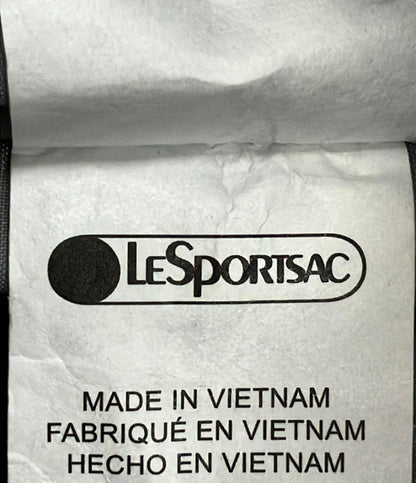 LESPORTSAC
MADE IN VIETNAM
FABRIQUÉ EN VIETNAM
HECHO EN VIETNAM